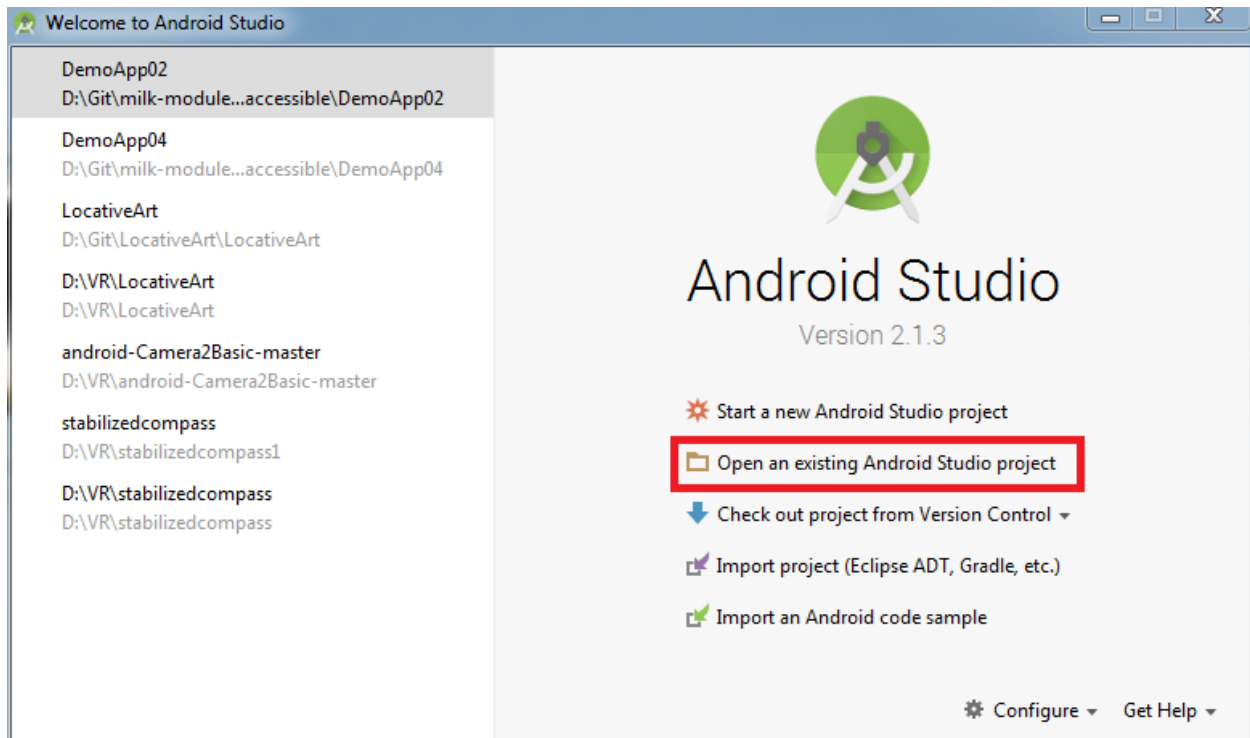 Welcome to Android Studio
DemoApp02
D:\Git\milk-module...accessible\DemoApp02
DemoApp04
D:\Git\milk-module...accessible\DemoApp04
LocativeArt
D:\Git\LocativeArt\LocativeArt
D:\VR\LocativeArt
D:\VR\LocativeArt
android-Camera2Basic-master
D:\VR\android-Camera2Basic-master
stabilizedcompass
D:\VR\stabilizedcompass1
D:\VR\stabilizedcompass
D:\VR\stabilizedcompass
Android Studio
Version 2.1.3
Start a new Android Studio project
Open an existing Android Studio project
Check out project from Version Control
Import project (Eclipse ADT, Gradle, etc.)
Import an Android code sample
Configure Get Help